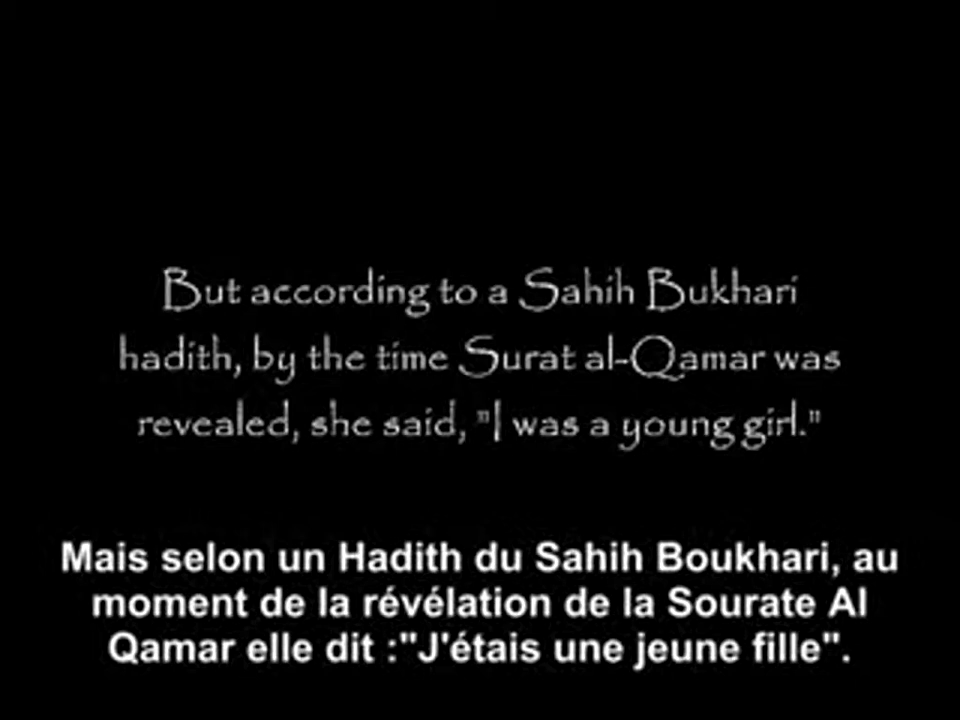 But according to a Sahih Bukhari
hadith, by the time Surat al-Qamar was
revealed, she said, "I was a young girl."
Mais selon un Hadith du Sahih Boukhari, au
moment de la révélation de la Sourate Al
Qamar elle dit :"J'étais une jeune fille".